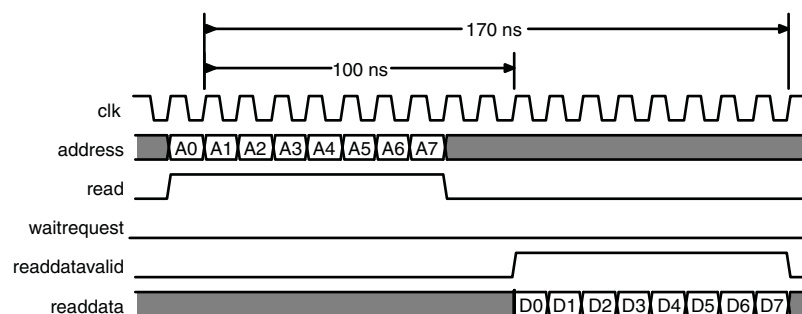 170 ns
100 ns
clk
address A0 A1 A2 A3 A4 A5 A6 A7
read
waitrequest
readdatavalid
readdata D0 D1 D2 D3 D4 D5 D6 D7